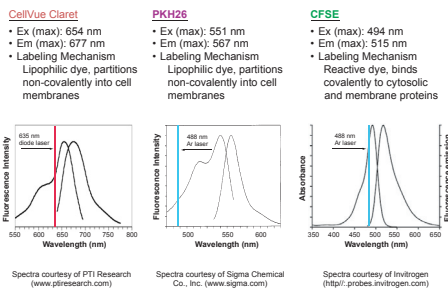 CellVue Claret
• Ex (max): 654 nm
• Em (max): 677 nm
• Labeling Mechanism
Lipophilic dye, partitions
non-covalently into cell
membranes
PKH26
• Ex (max): 551 nm
• Em (max): 567 nm
• Labeling Mechanism
Lipophilic dye, partitions
non-covalently into cell
membranes
CFSE
• Ex (max): 494 nm
• Em (max): 515 nm
• Labeling Mechanism
Reactive dye, binds
covalently to cytosolic
and membrane proteins
Fluorescence Intensity
635 nm
diode laser
550 600 650 700 750 800
Wavelength (nm)
Fluorescence Intensity
488 nm
Ar laser
500 550 600
Wavelength (nm)
Absorbance
488 nm
Ar laser
Fluorescence emission
350 400 450 500 550 600 650
Wavelength (nm)
Spectra courtesy of PTI Research
(www.ptiresearch.com)
Spectra courtesy of Sigma Chemical
Co., Inc. (www.sigma.com)
Spectra courtesy of Invitrogen
(http//:.probes.invitrogen.com)